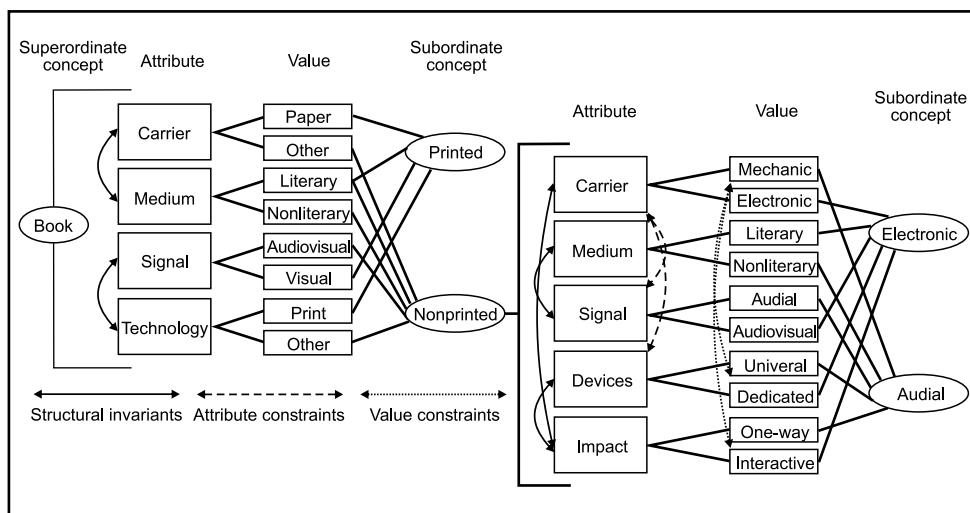 Superordinate
concept
Attribute
Value
Subordinate
concept
Book
Carrier
Medium
Signal
Technology
Paper
Other
Literary
Nonliterary
Audiovisual
Visual
Print
Other
Printed
Nonprinted
Structural invariants
Attribute constraints
Value constraints
Attribute
Value
Subordinate
concept
Carrier
Medium
Signal
Devices
Impact
Mechanic
Electronic
Literary
Nonliterary
Audial
Audiovisual
Univeral
Dedicated
One-way
Interactive
Electronic
Audial